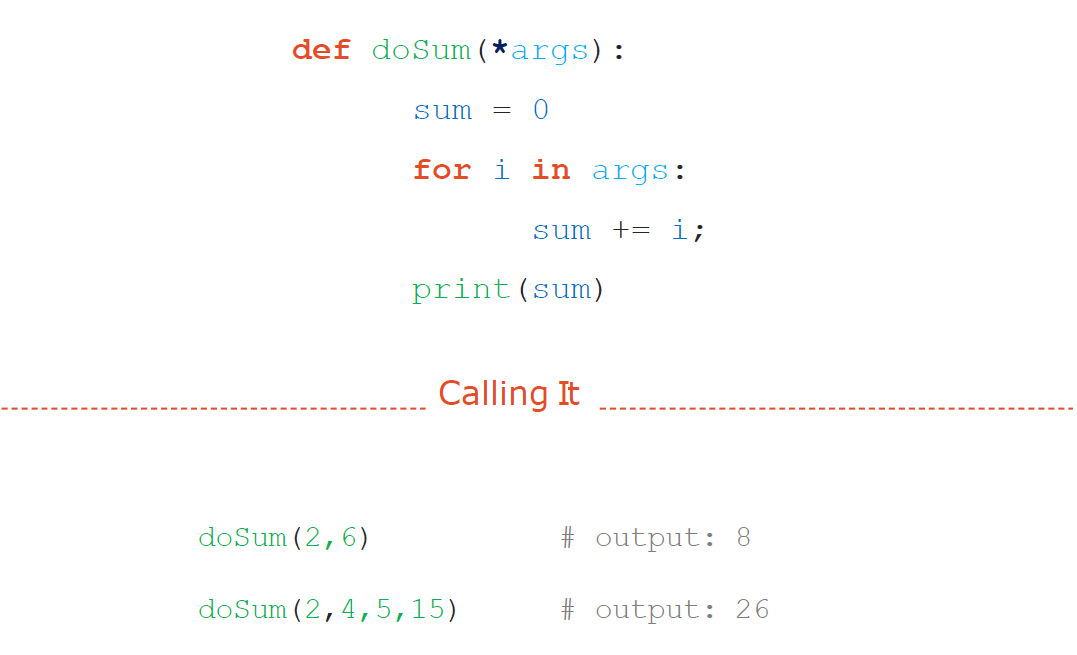 def doSum(*args):
sum = 0
for i in args:
sum += i;
print(sum)
Calling It
doSum(2,6) # output: 8
doSum(2,4,5,15) # output: 26